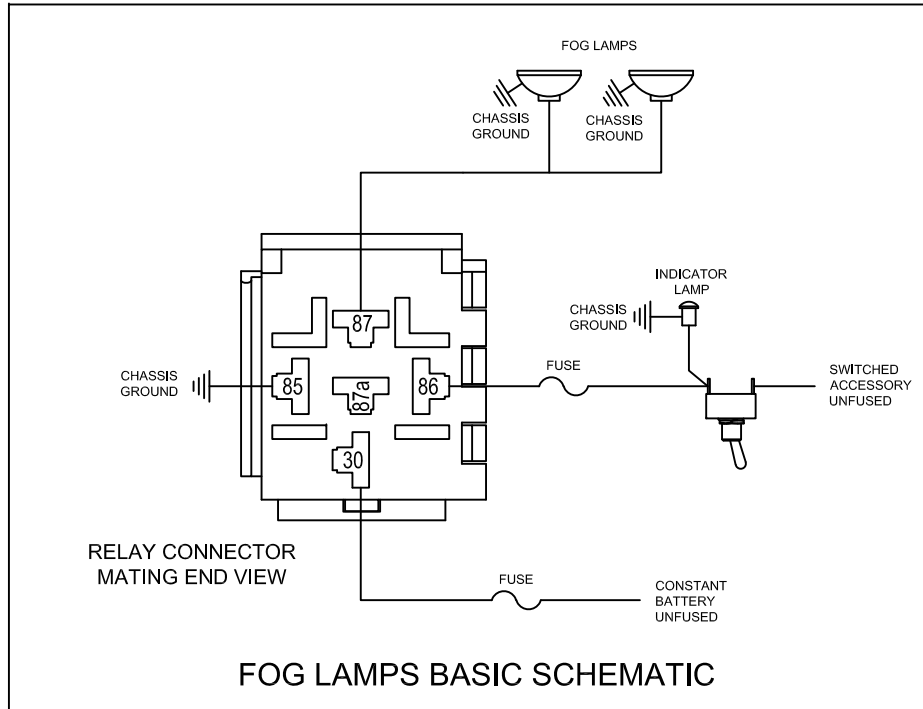 FOG LAMPS
CHASSIS
GROUND
CHASSIS
GROUND
INDICATOR
LAMP
CHASSIS
GROUND
87
CHASSIS
GROUND
85
87a
86
FUSE
SWITCHED
ACCESSORY
UNFUSED
30
RELAY CONNECTOR
MATING END VIEW
FUSE
CONSTANT
BATTERY
UNFUSED
FOG LAMPS BASIC SCHEMATIC